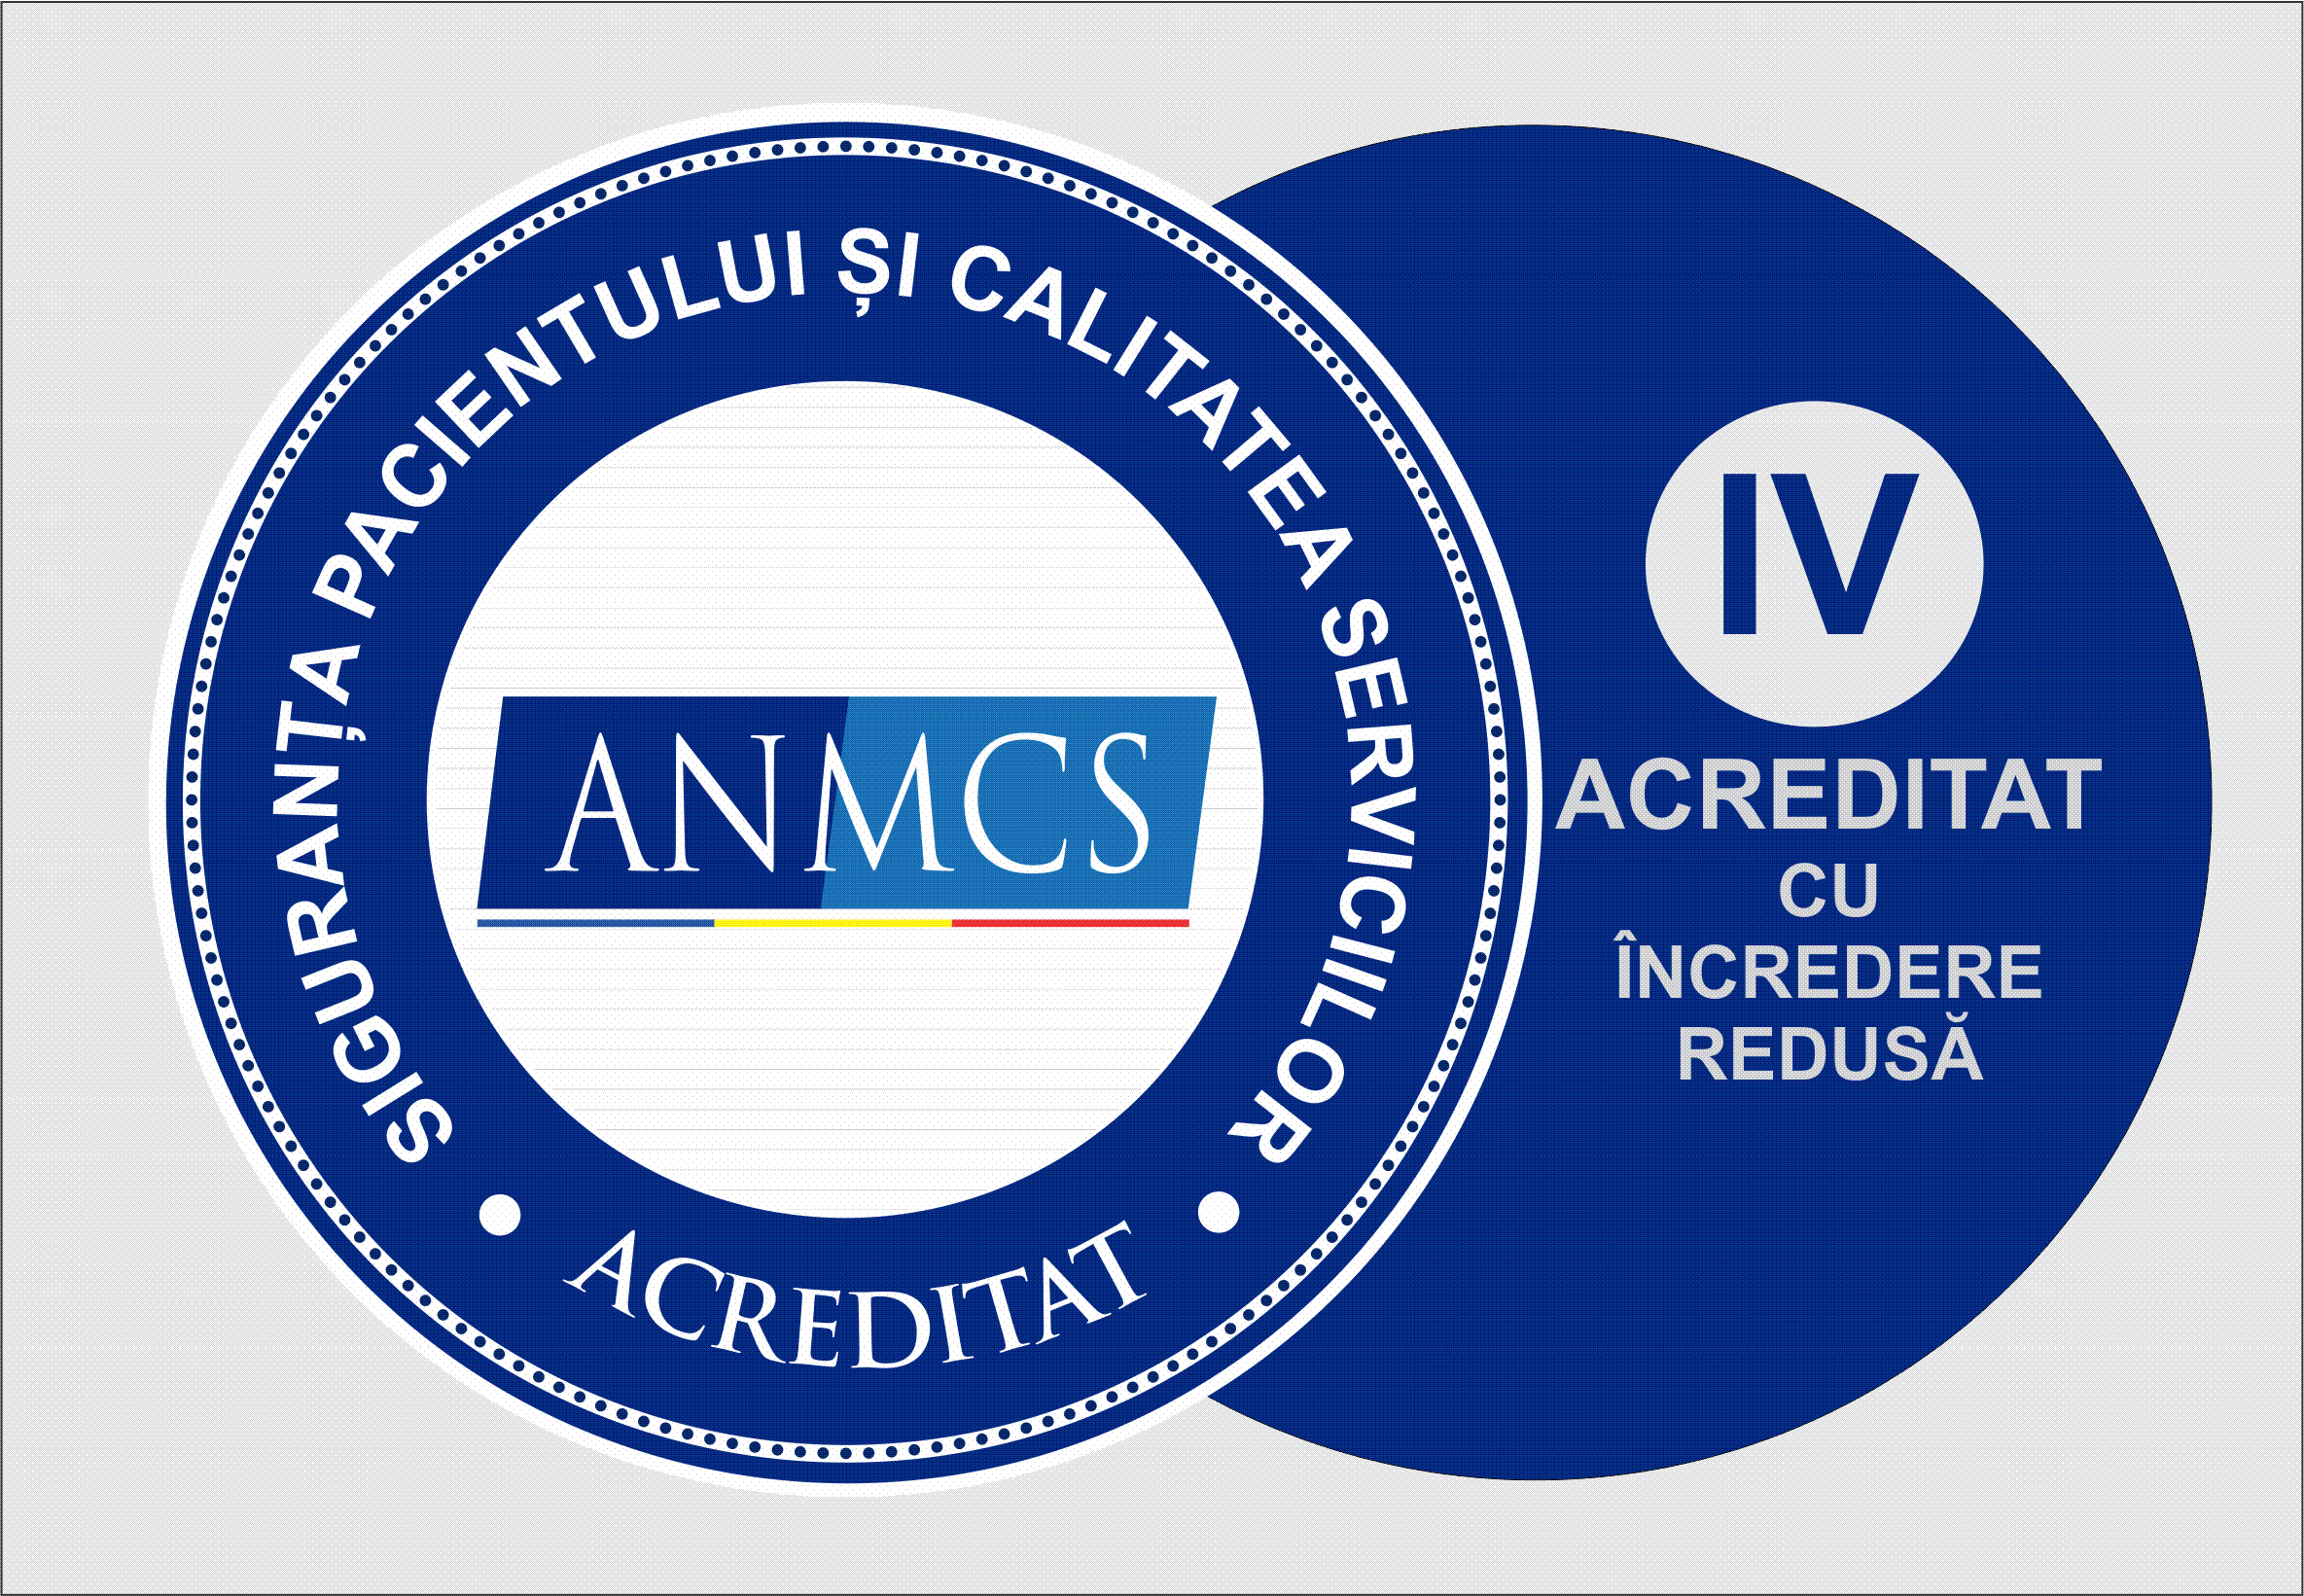 SIGURANȚA PACIENTULUI ȘI CALITATEA SERVICIILOR
ANMCS
• ACREDITAT •
IV
ACREDITAT
CU
ÎNCREDERE
REDUSĂ